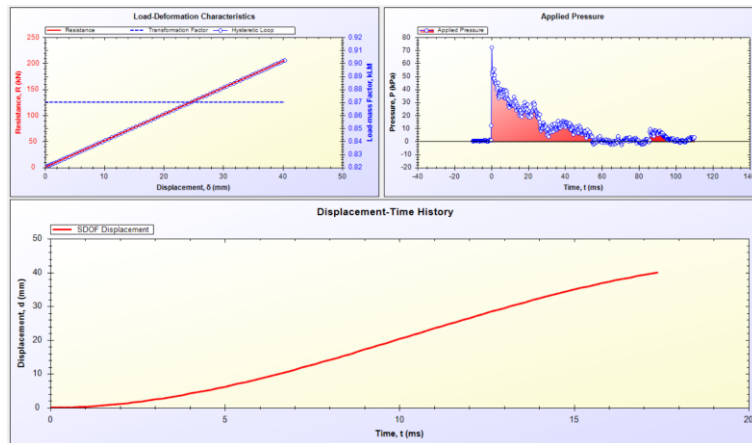 Load-Deformation Characteristics
Resistance Transformation Factor Hysteretic Loop
Resistance, R (kN)
250
200
150
100
50
0
0.92
0.91
0.90
0.89
0.88
0.87
0.86
0.85
0.84
0.83
0.82
Load-mass Factor, kLM
0 10 20 30 40 50
Displacement, δ (mm)
Applied Pressure
Applied Pressure
Pressure, P (kPa)
80
70
60
50
40
30
20
10
0
-10
-20
-40 -20 0 20 40 60 80 100 120 140
Time, t (ms)
Displacement-Time History
SDOF Displacement
Displacement, d (mm)
50
40
30
20
10
0
0 5 10 15 20
Time, t (ms)